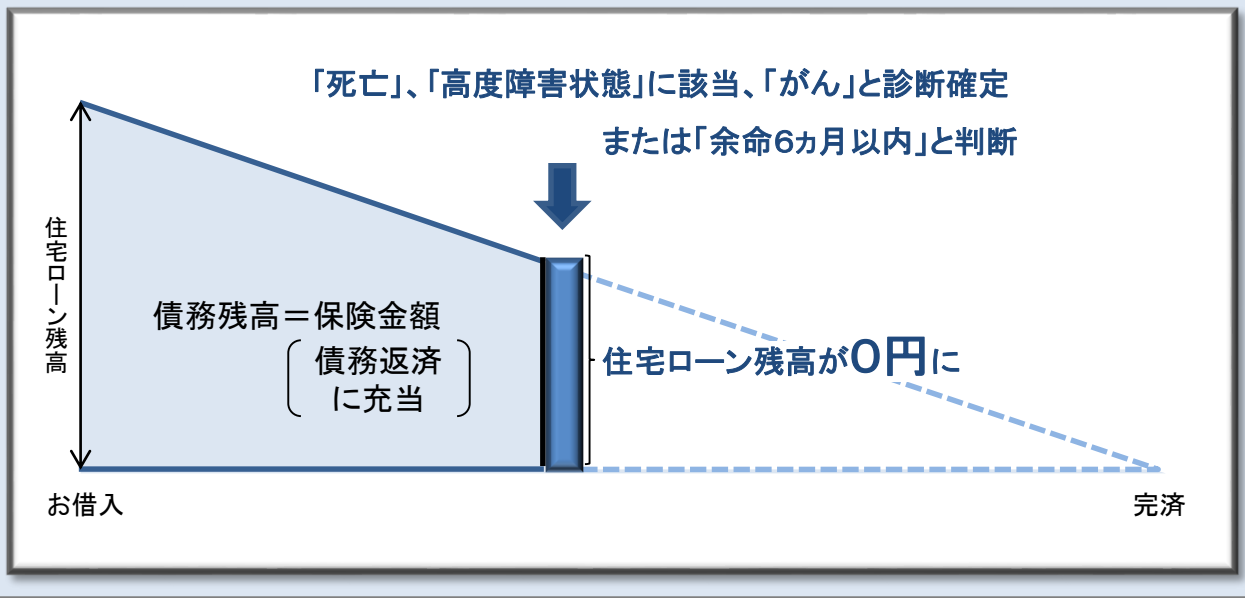 「死亡」、「高度障害状態」に該当、「がん」と診断確定
または「余命6ヵ月以内」と判断
住宅ローン残高
債務残高＝保険金額
債務返済
に充当
住宅ローン残高が0円に
お借入
完済